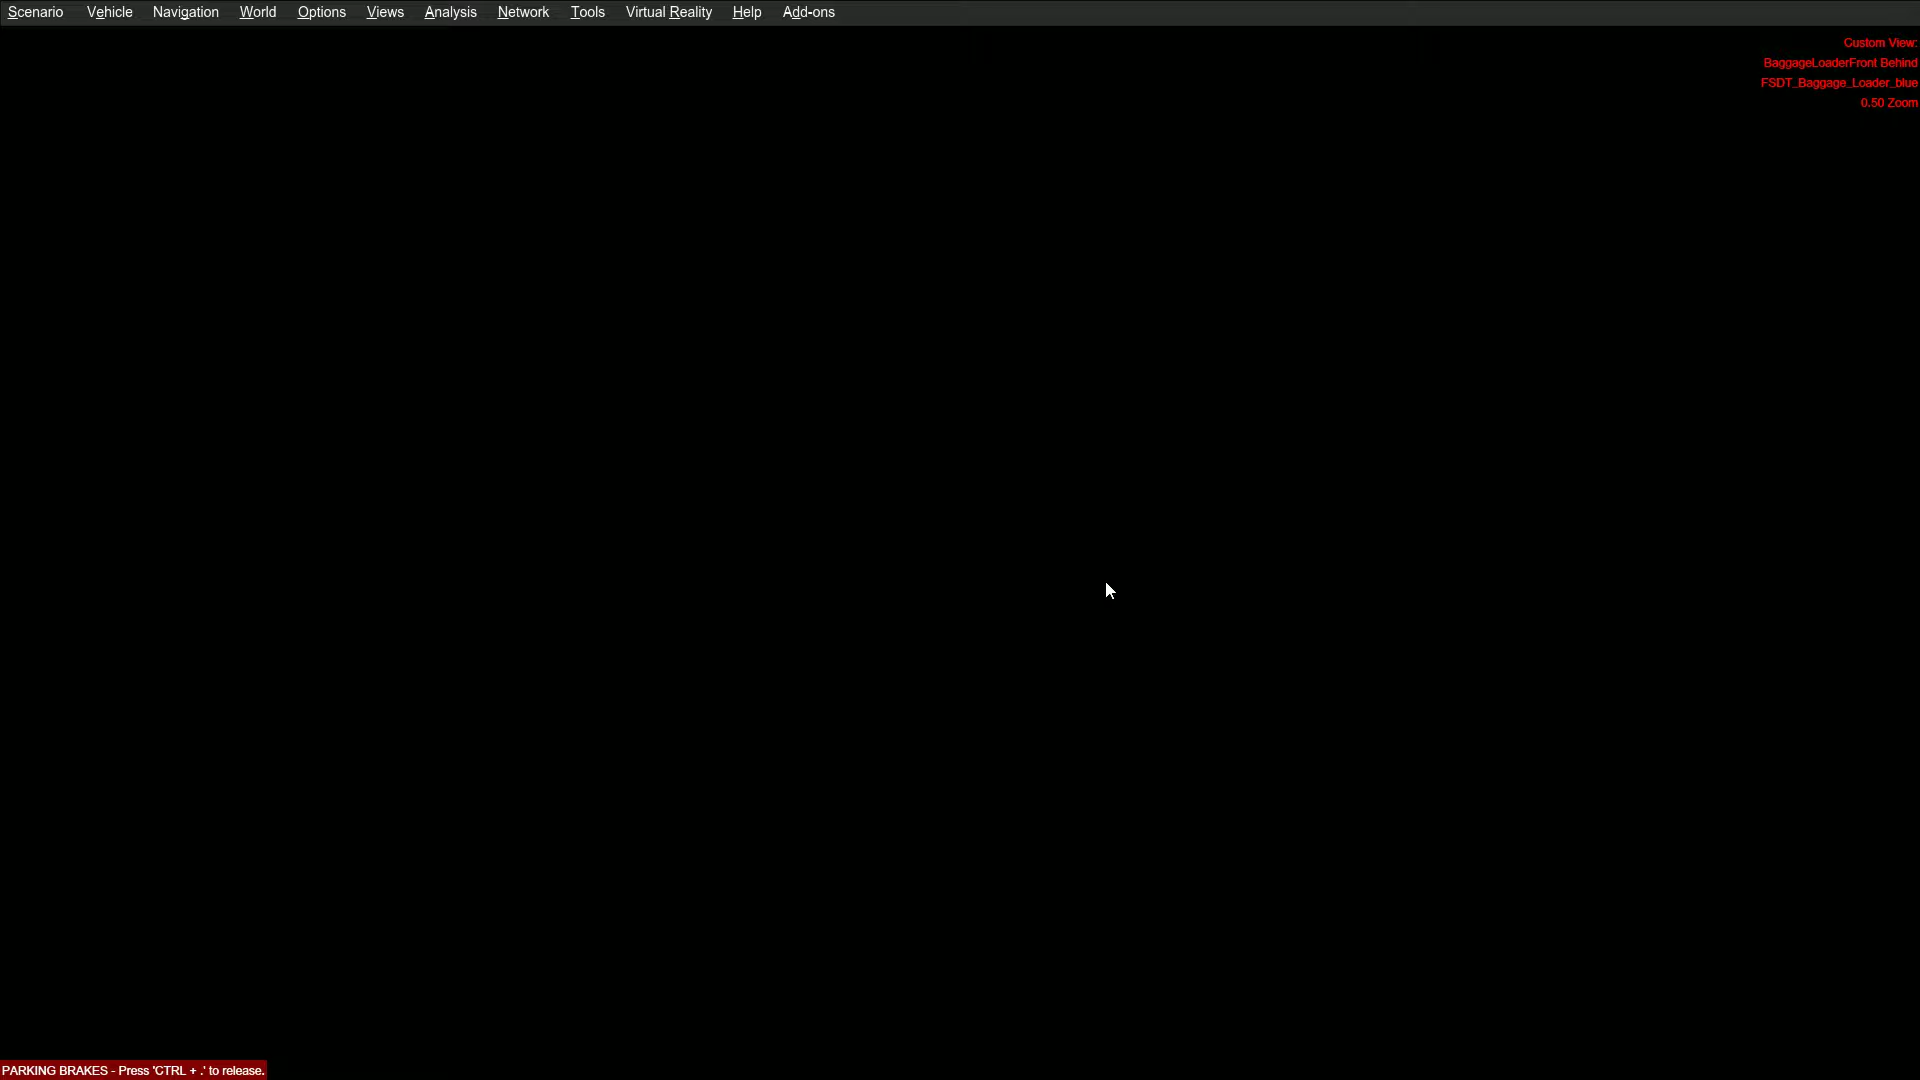 Scenario Vehicle Navigation World Options Views Analysis Network Tools Virtual Reality Help Add-ons
Custom View:
BaggageLoaderFront Behind
FSDT_Baggage_Loader_blue
0.50 Zoom
PARKING BRAKES - Press 'CTRL + .' to release.